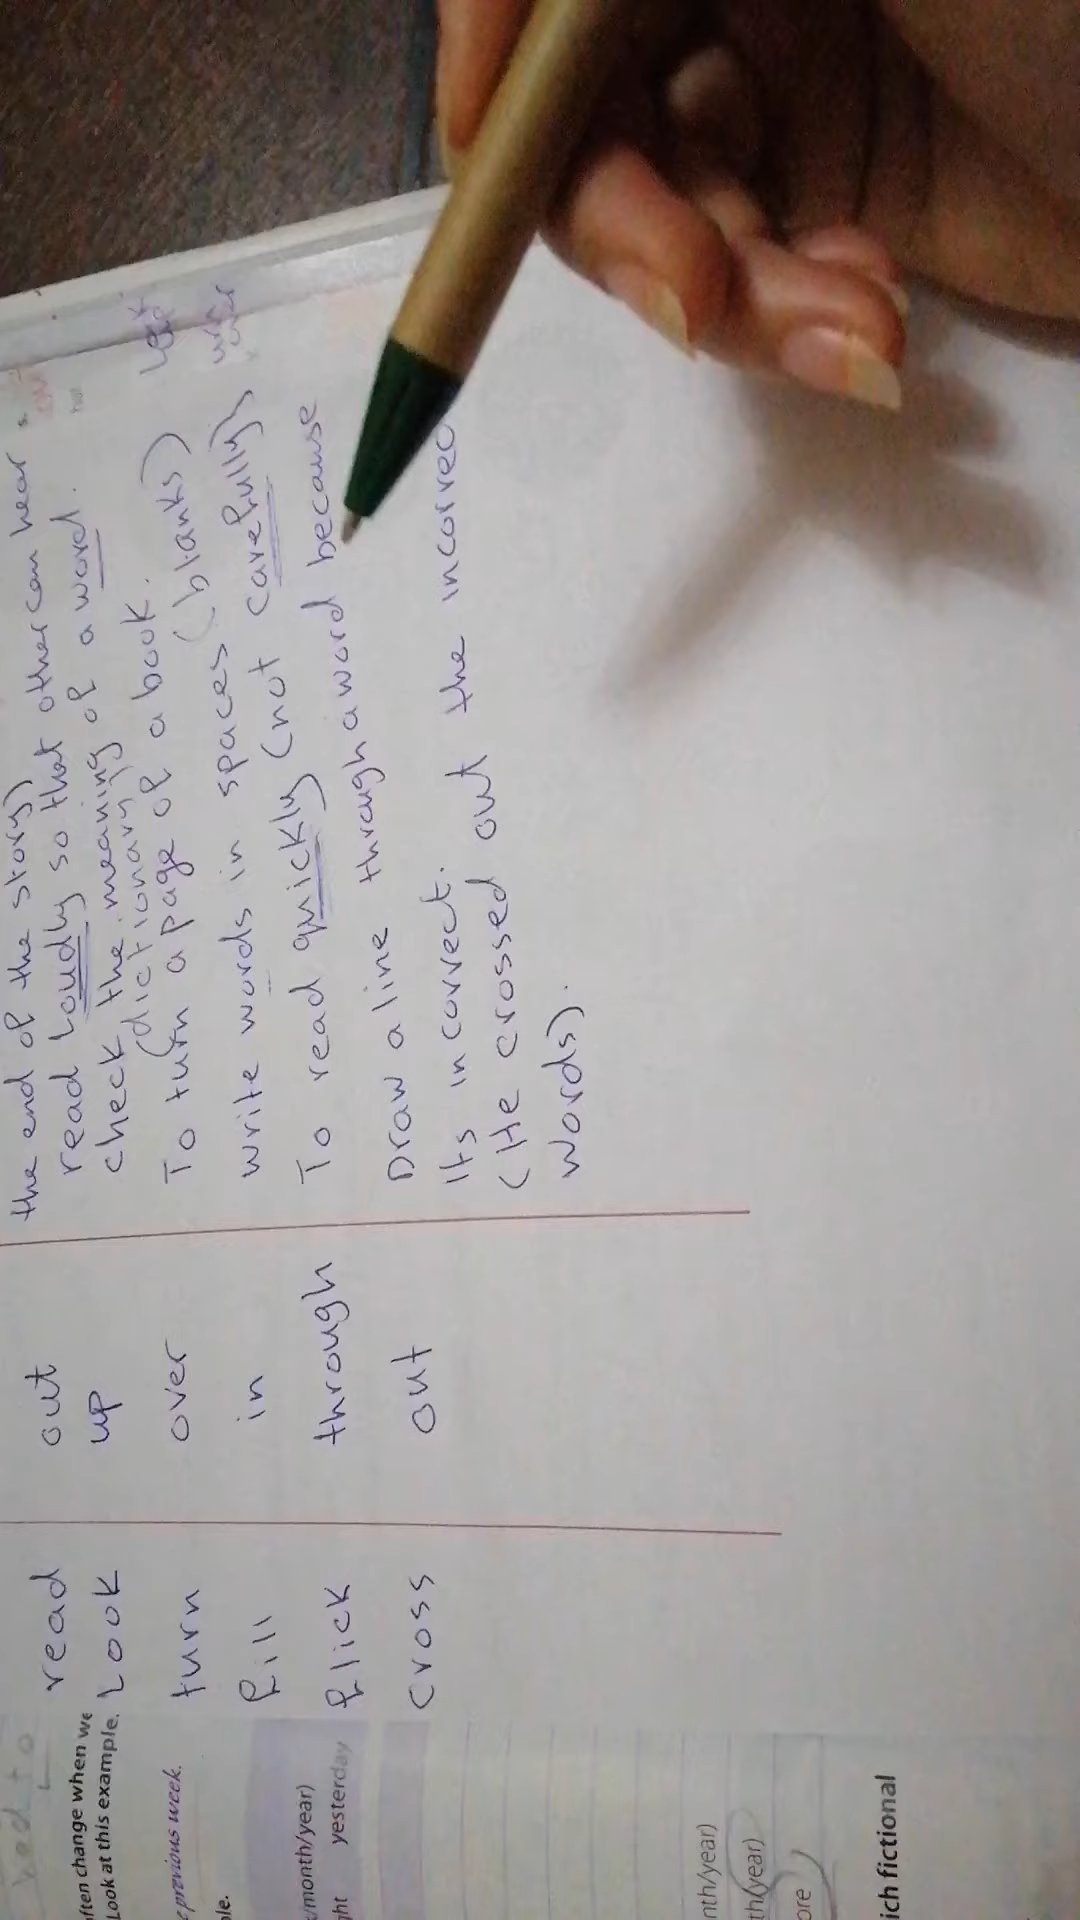 the end of the story)
read out read Loudly so that other can hear.
Look up check the meaning of a word.
(dictionary)
turn over To turn a page of a book.
fill in write words in spaces (blanks)
flick through To read quickly (not carefully)
cross out Draw a line through a word because
Its incorrect.
(He crossed out the incorrec
words).
ften change when we
Look at this example.
previous week.
/month/year)
yesterday
nth/year)
th/year)
ore
ich fictional